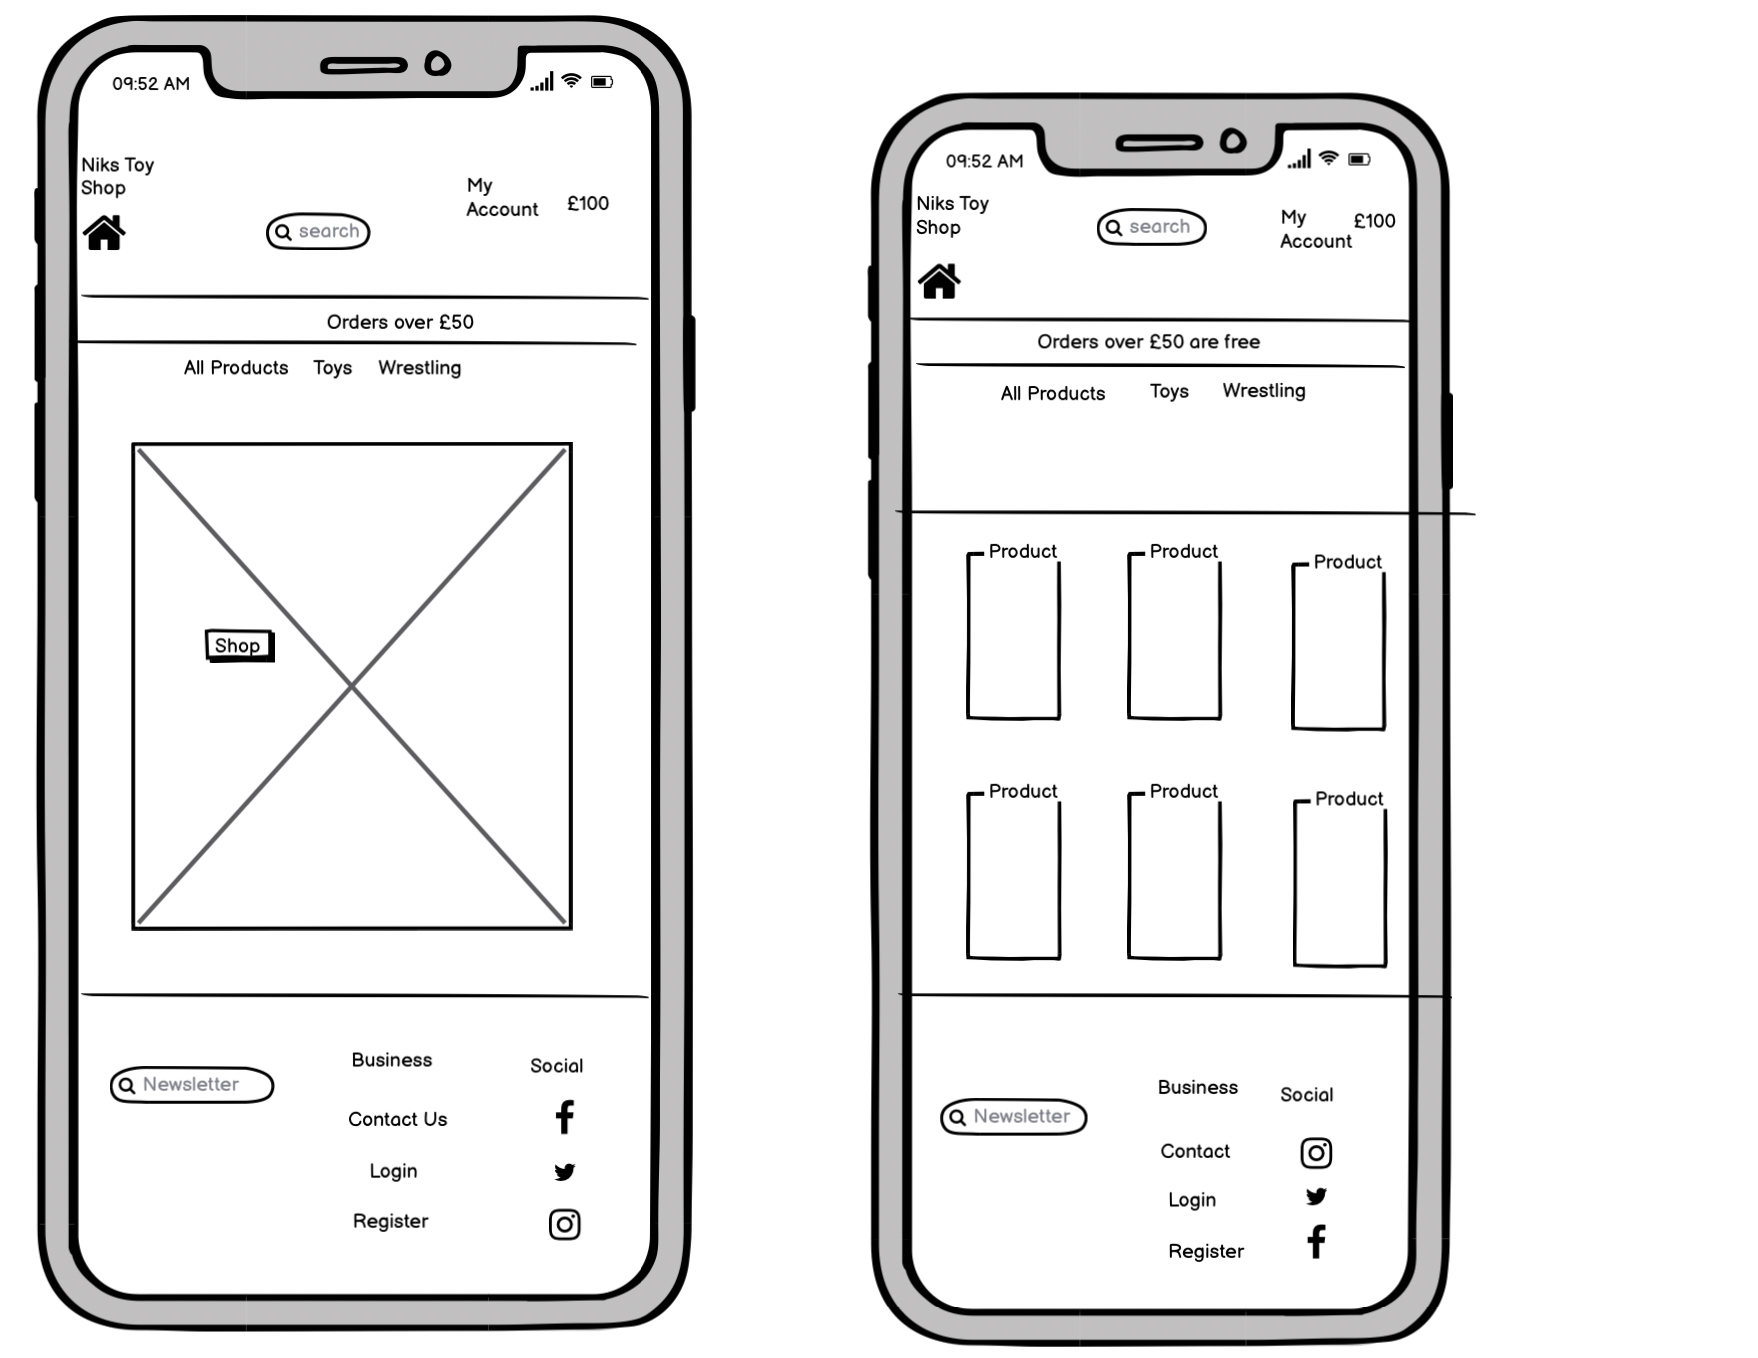 09:52 AM
Niks Toy
Shop
My
Account
£100
search
Orders over £50
All Products Toys Wrestling
Shop
Newsletter
Business
Contact Us
Login
Register
Social
09:52 AM
Niks Toy
Shop
search
My
Account
£100
Orders over £50 are free
All Products Toys Wrestling
Product Product Product
Product Product Product
Newsletter
Business
Contact
Login
Register
Social